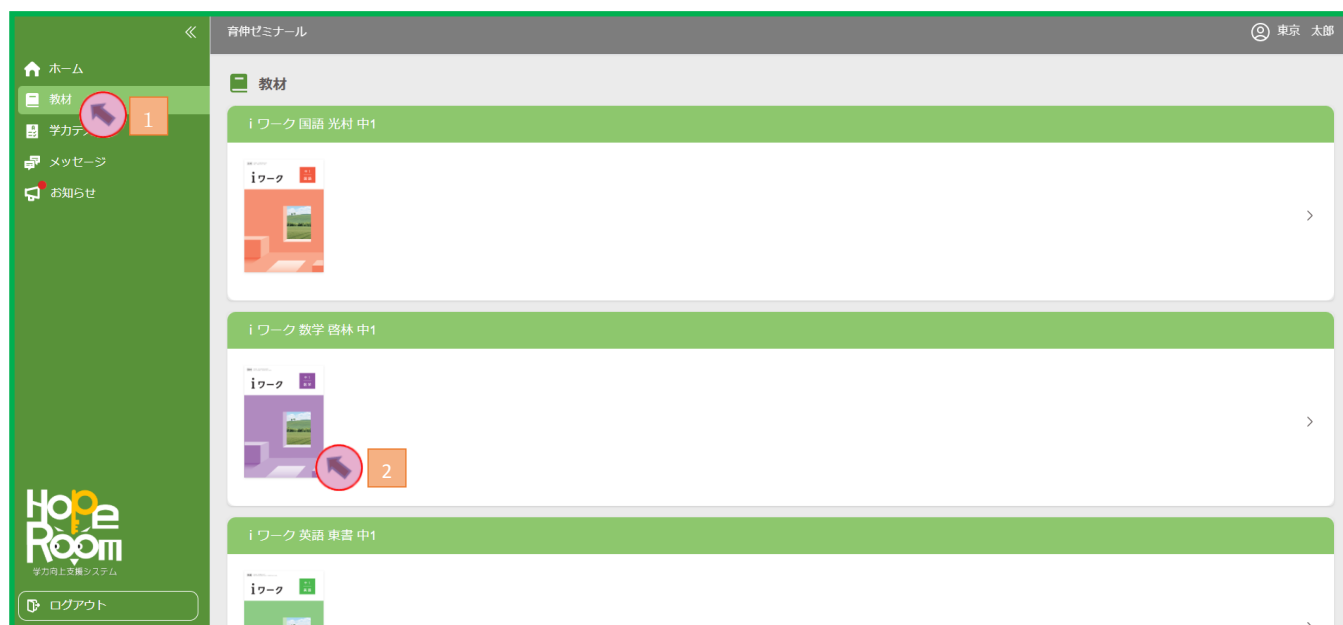 育伸ゼミナール
東京 太郎
ホーム
教材
1
学力テ
メッセージ
お知らせ
Hope
Room
学力向上支援システム
ログアウト
教材
iワーク 国語 光村 中1
iワーク
iワーク 数学 啓林 中1
iワーク
2
iワーク 英語 東書 中1
iワーク